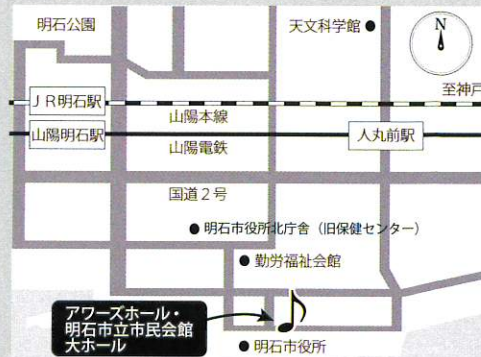 明石公園
天文科学館
N
至神戸
JR明石駅
山陽本線
山陽明石駅
山陽電鉄
人丸前駅
国道2号
明石市役所北庁舎(旧保健センター)
勤労福祉会館
アワーズホール・
明石市立市民会館
大ホール
明石市役所